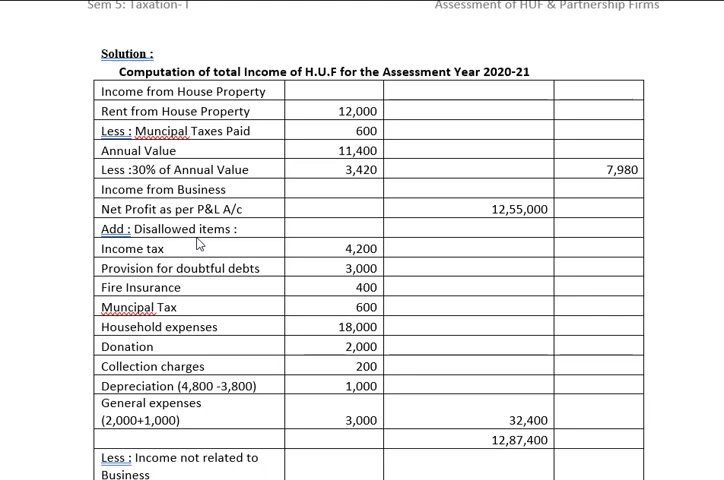 Sem 5: Taxation-1 Assessment of HUF & Partnership Firms
Solution :
Computation of total Income of H.U.F for the Assessment Year 2020-21
Income from House Property
Rent from House Property 12,000
Less : Muncipal Taxes Paid 600
Annual Value 11,400
Less :30% of Annual Value 3,420 7,980
Income from Business
Net Profit as per P&L A/c 12,55,000
Add : Disallowed items :
Income tax 4,200
Provision for doubtful debts 3,000
Fire Insurance 400
Muncipal Tax 600
Household expenses 18,000
Donation 2,000
Collection charges 200
Depreciation (4,800 -3,800) 1,000
General expenses
(2,000+1,000) 3,000 32,400
12,87,400
Less : Income not related to
Business